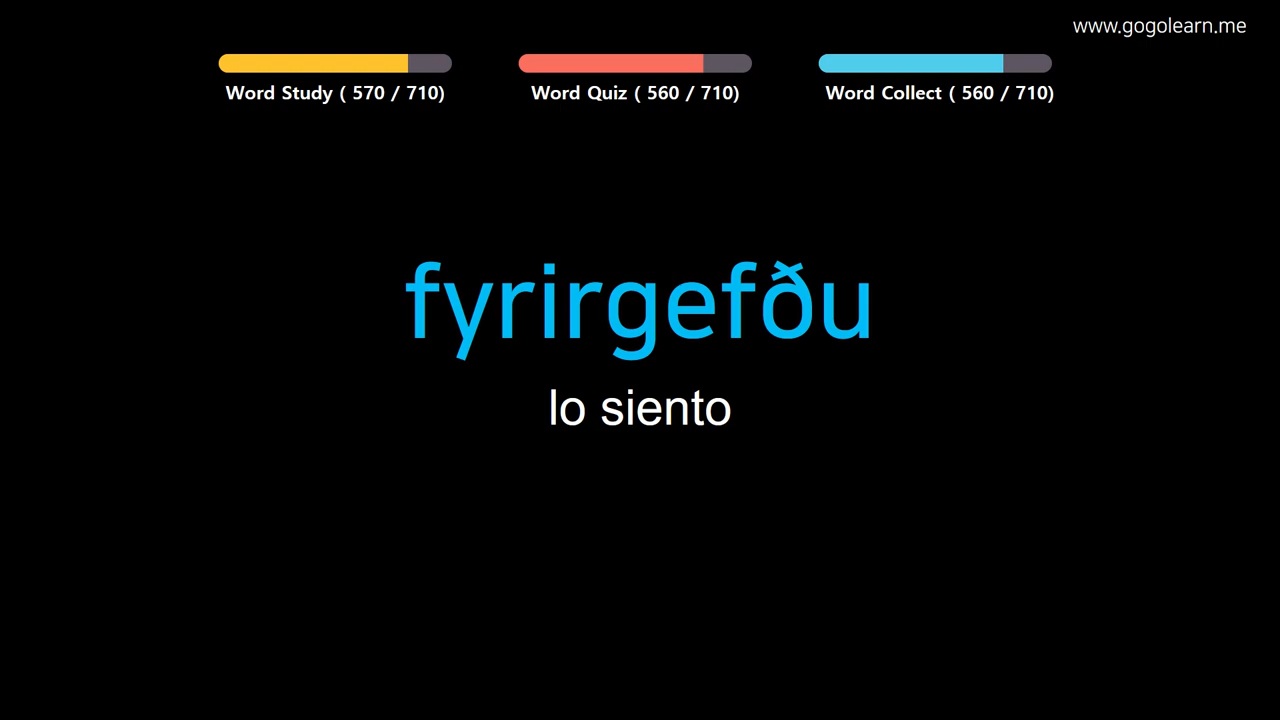 www.gogolearn.me
Word Study ( 570 / 710)
Word Quiz ( 560 / 710)
Word Collect ( 560 / 710)
fyrirgefðu
lo siento